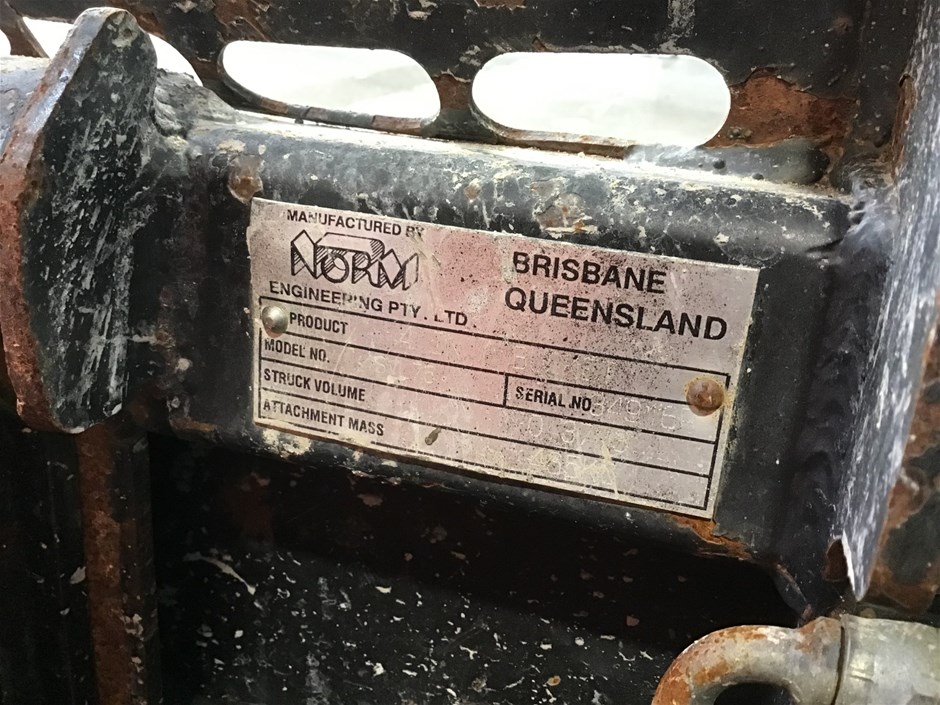 MANUFACTURED BY
NORM
ENGINEERING PTY. LTD.
BRISBANE
QUEENSLAND
PRODUCT
MODEL NO.
SERIAL NO.
STRUCK VOLUME
ATTACHMENT MASS